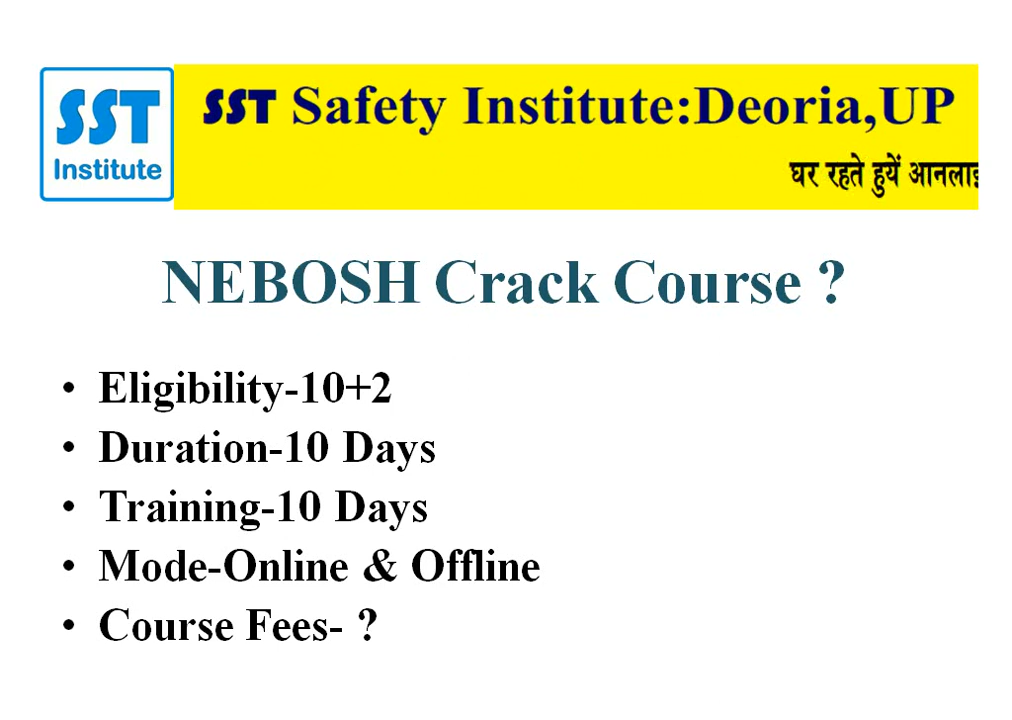 SST
Institute
SST Safety Institute:Deoria,UP
घर रहते हुयें
NEBOSH Crack Course ?
• Eligibility-10+2
• Duration-10 Days
• Training-10 Days
• Mode-Online & Offline
• Course Fees- ?